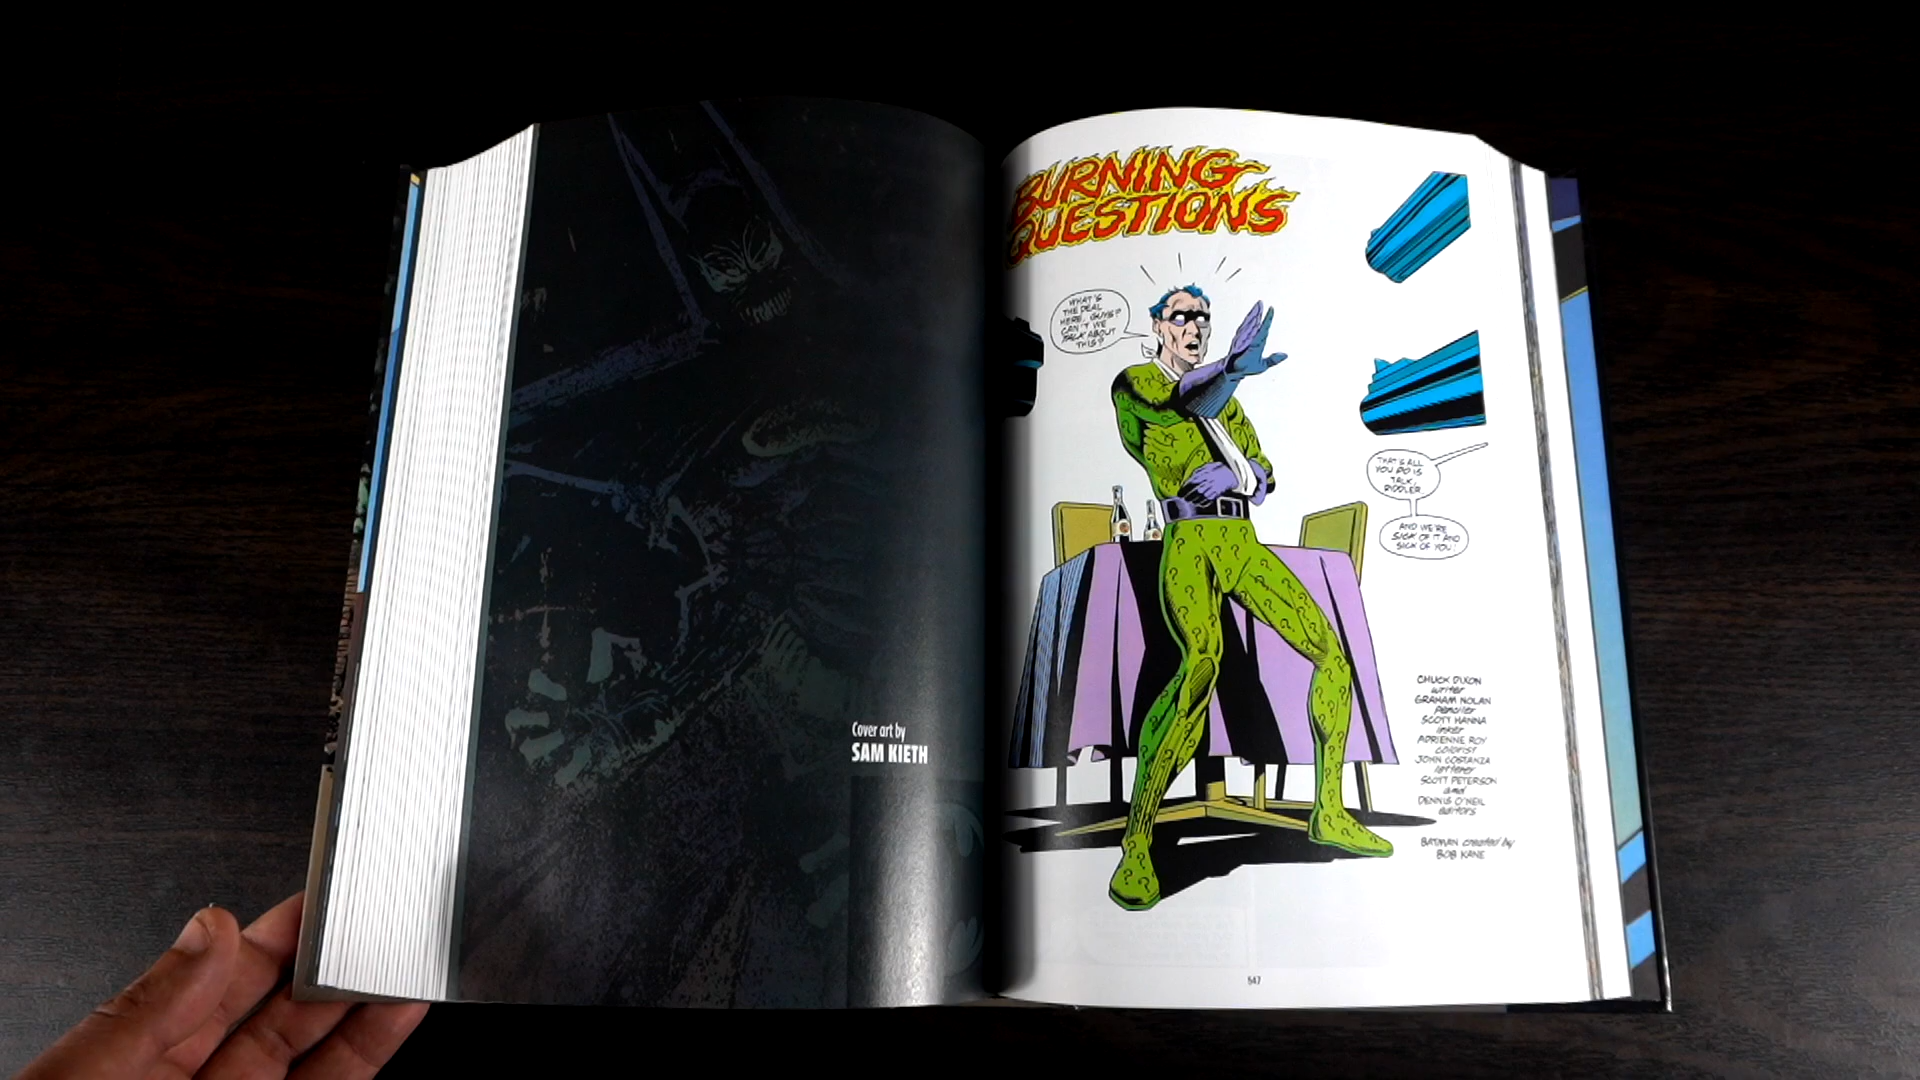 Cover art by
SAM KIETH
BURNING
QUESTIONS
WHAT'S
THE DEAL
HERE, GUYS?
CAN'T WE
TALK ABOUT
THIS?
THAT'S ALL
YOU DO IS
TALK,
RIDDLER.
AND WE'RE
SICK OF IT AND
SICK OF YOU!
CHUCK DIXON
writer
GRAHAM NOLAN
penciller
SCOTT HANNA
inker
ADRIENNE ROY
colorist
JOHN COSTANZA
letterer
SCOTT PETERSON
and
DENNIS O'NEIL
editors
BATMAN created by
BOB KANE
547